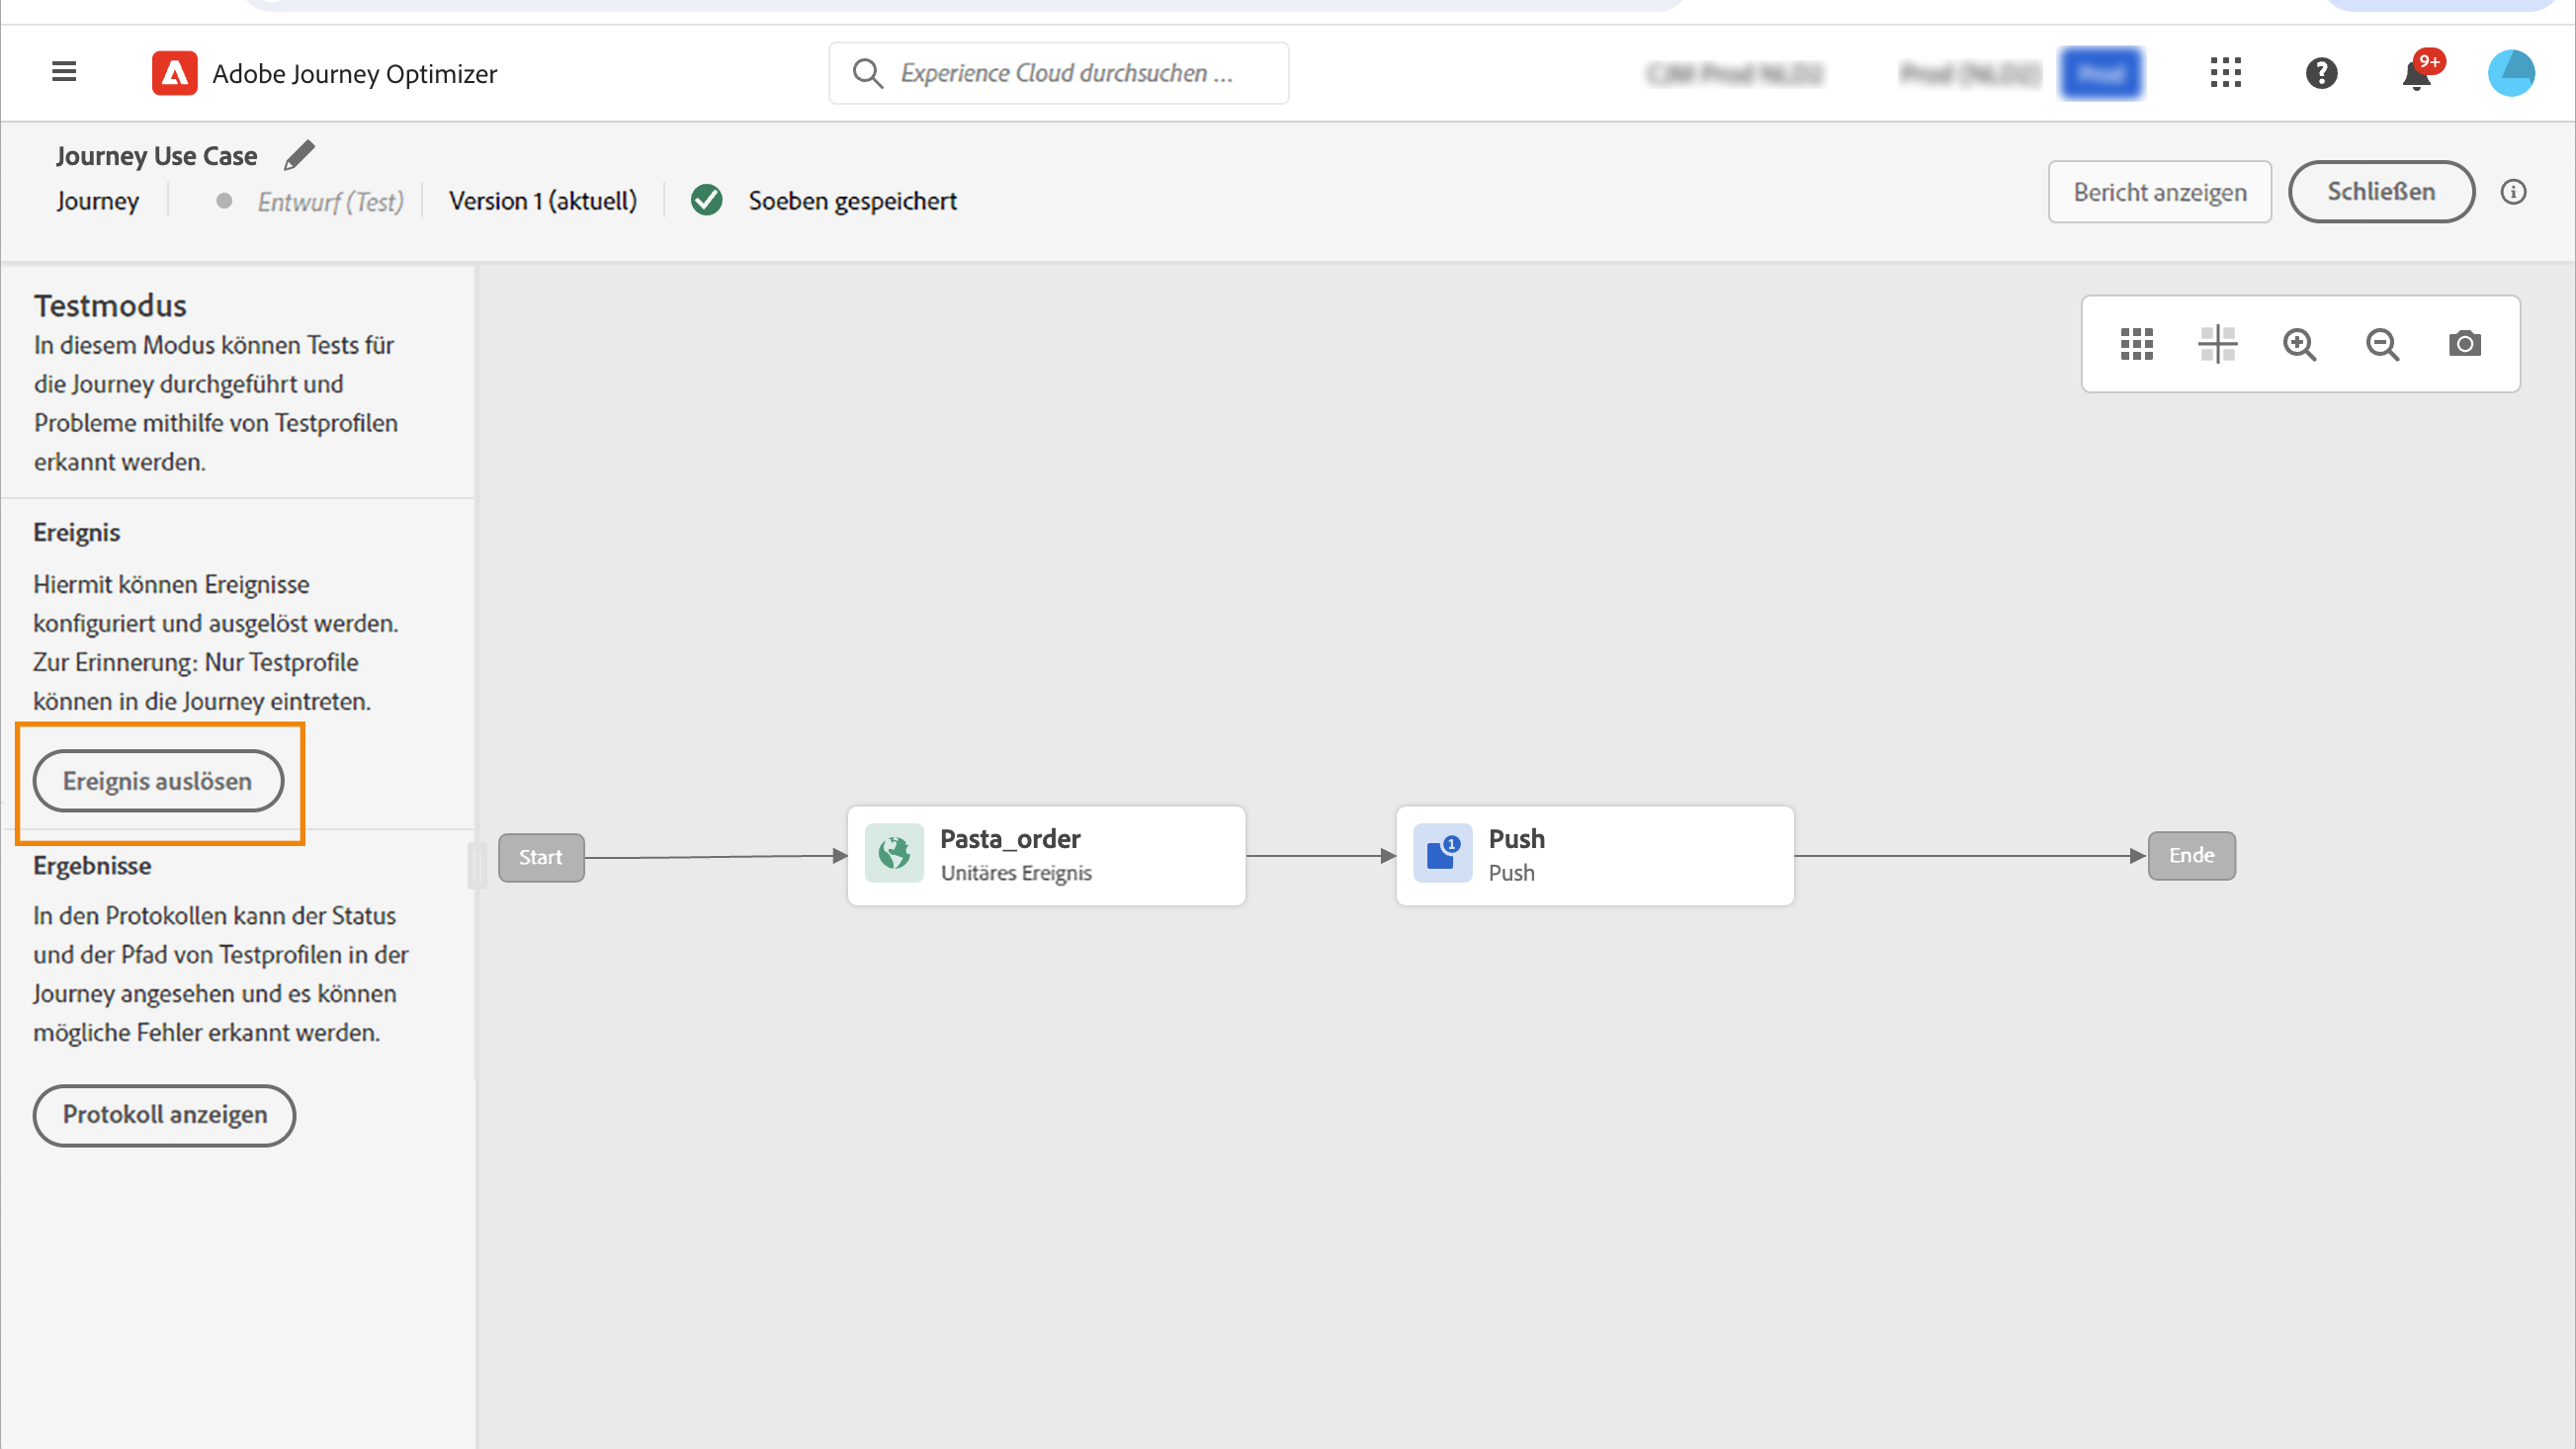 Adobe Journey Optimizer
Experience Cloud durchsuchen ...
9+
Journey Use Case
Journey
Entwurf (Test)
Version 1 (aktuell)
Soeben gespeichert
Bericht anzeigen
Schließen
Testmodus
In diesem Modus können Tests für
die Journey durchgeführt und
Probleme mithilfe von Testprofilen
erkannt werden.
Ereignis
Hiermit können Ereignisse
konfiguriert und ausgelöst werden.
Zur Erinnerung: Nur Testprofile
können in die Journey eintreten.
Ereignis auslösen
Ergebnisse
In den Protokollen kann der Status
und der Pfad von Testprofilen in der
Journey angesehen und es können
mögliche Fehler erkannt werden.
Protokoll anzeigen
Start
Pasta_order
Unitäres Ereignis
1
Push
Push
Ende